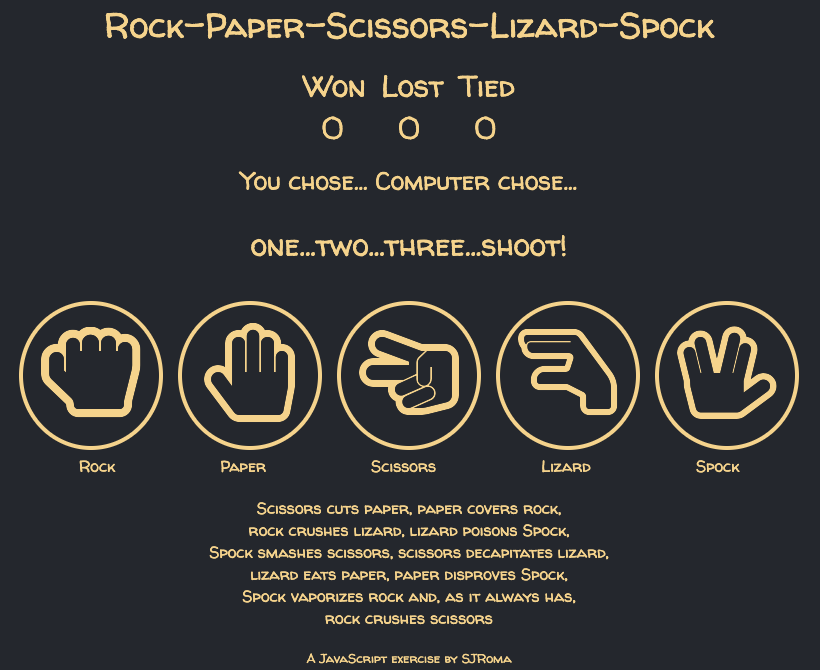 Rock-Paper-Scissors-Lizard-Spock
Won Lost Tied
0 0 0
You chose... Computer chose...
one...two...three...shoot!
Rock Paper Scissors Lizard Spock
Scissors cuts paper, paper covers rock,
rock crushes lizard, lizard poisons Spock,
Spock smashes scissors, scissors decapitates lizard,
lizard eats paper, paper disproves Spock,
Spock vaporizes rock and, as it always has,
rock crushes scissors
A JavaScript exercise by SJRoma